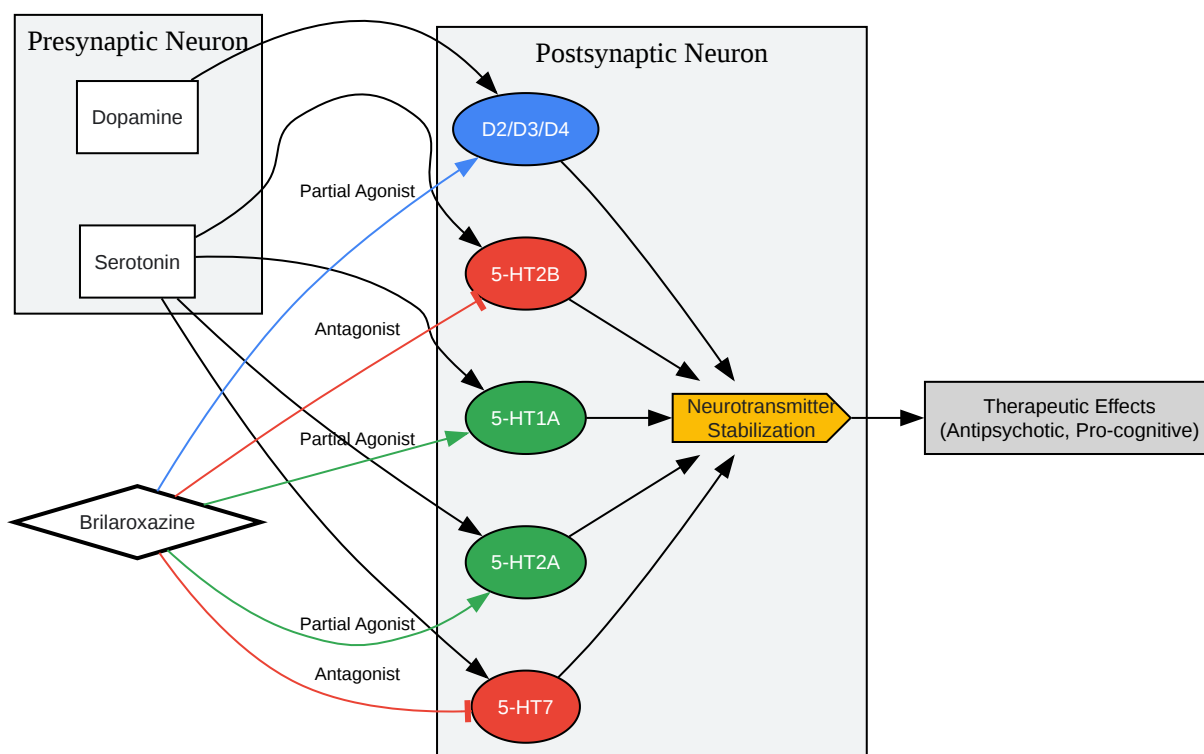 Presynaptic Neuron
Postsynaptic Neuron
Dopamine
D2/D3/D4
Partial Agonist
Serotonin
5-HT2B
Antagonist
5-HT1A
Partial Agonist
Neurotransmitter
Stabilization
Therapeutic Effects
(Antipsychotic, Pro-cognitive)
Brilaroxazine
5-HT2A
Partial Agonist
Antagonist
5-HT7